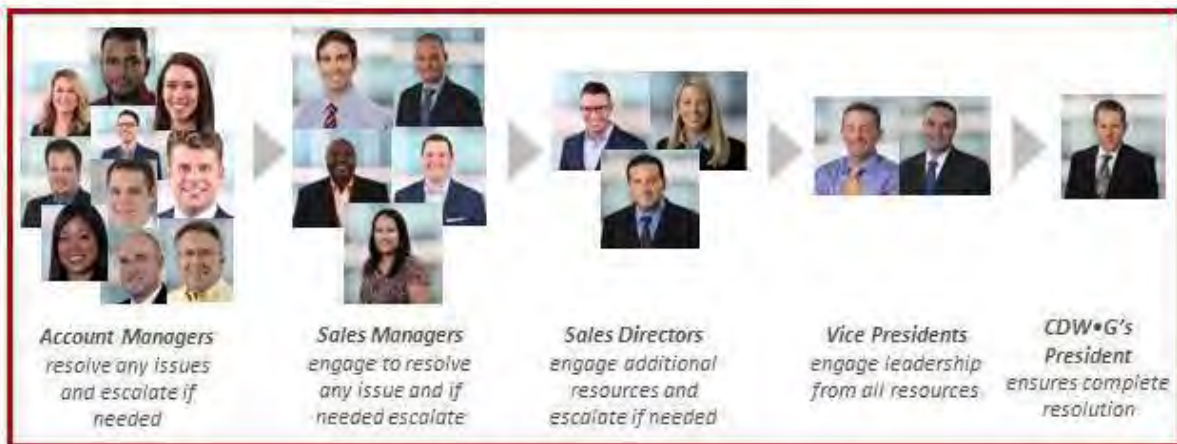 Account Managers
resolve any issues
and escalate if
needed
Sales Managers
engage to resolve
any issue and if
needed escalate
Sales Directors
engage additional
resources and
escalate if needed
Vice Presidents
engage leadership
from all resources
CDW•G's
President
ensures complete
resolution